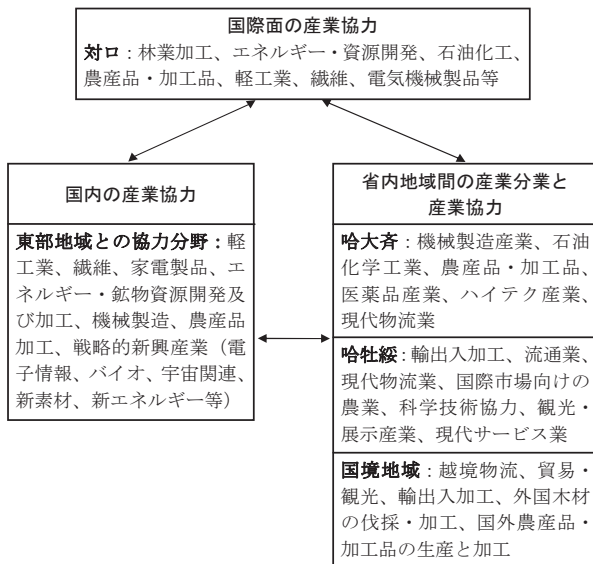 国際面の産業協力
対ロ：林業加工、エネルギー・資源開発、石油化工、
農産品・加工品、軽工業、繊維、電気機械製品等
国内の産業協力
東部地域との協力分野：軽
工業、繊維、家電製品、エ
ネルギー・鉱物資源開発及
び加工、機械製造、農産品
加工、戦略的新興産業（電
子情報、バイオ、宇宙関連、
新素材、新エネルギー等）
省内地域間の産業分業と
産業協力
哈大斉：機械製造産業、石油
化学工業、農産品・加工品、
医薬品産業、ハイテク産業、
現代物流業
哈牡綏：輸出入加工、流通業、
現代物流業、国際市場向けの
農業、科学技術協力、観光・
展示産業、現代サービス業
国境地域：越境物流、貿易・
観光、輸出入加工、外国木材
の伐採・加工、国外農産品・
加工品の生産と加工